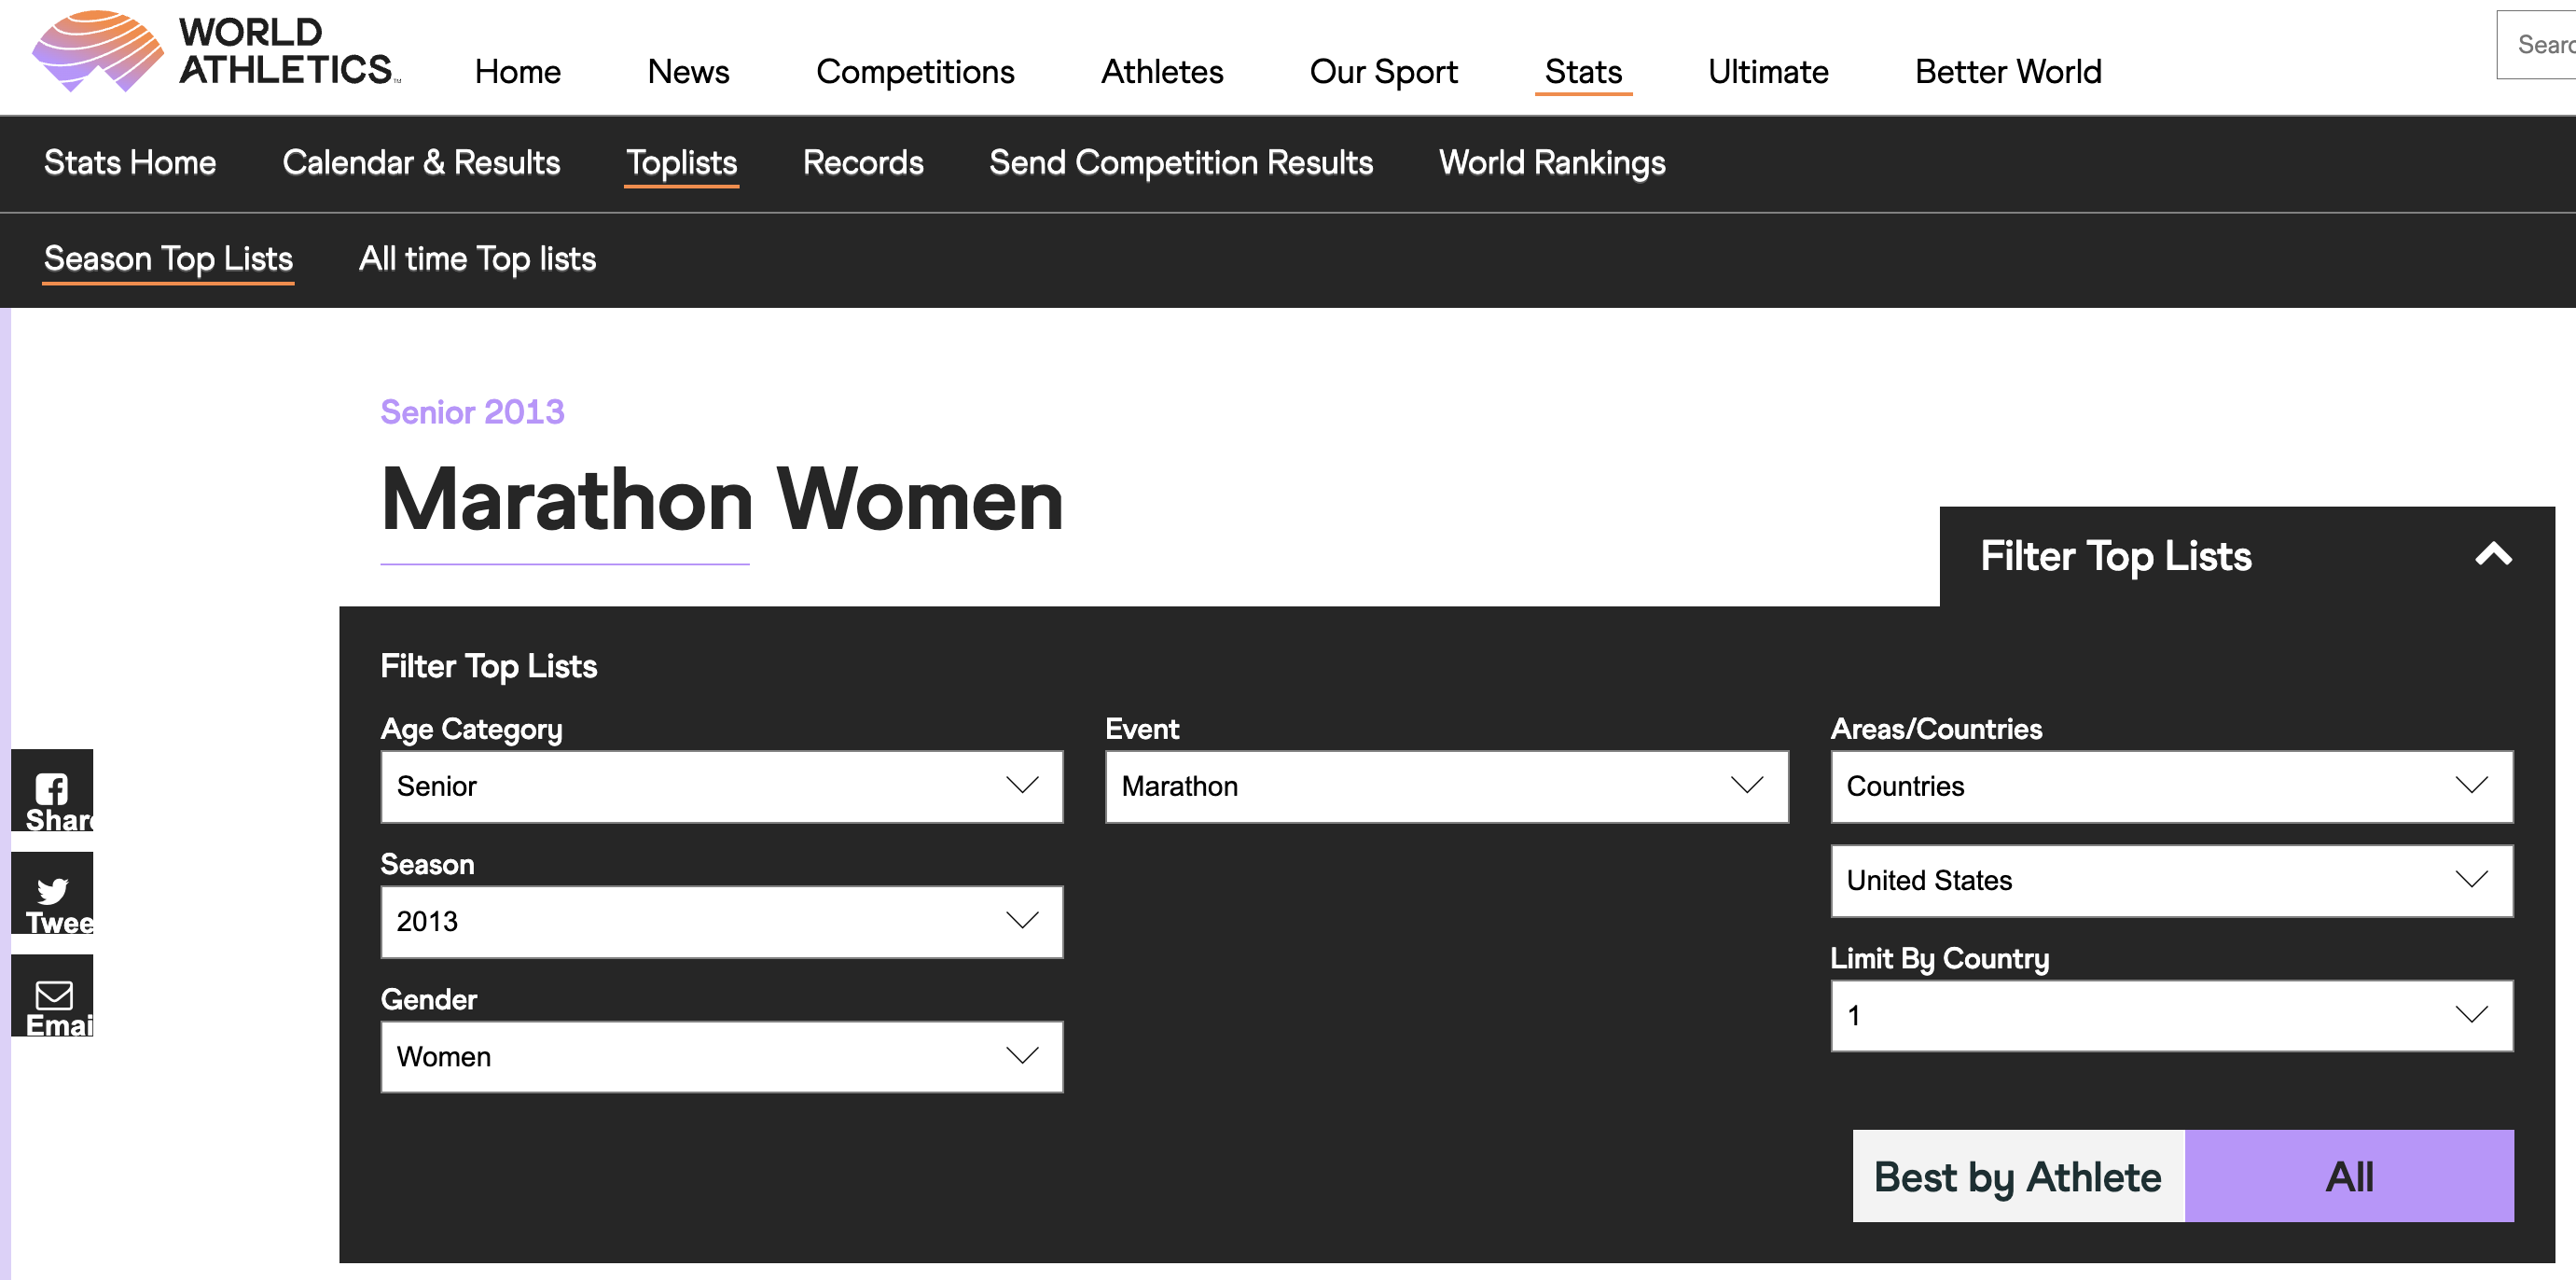 WORLD
ATHLETICS™
Home News Competitions Athletes Our Sport Stats Ultimate Better World
Searc
Stats Home Calendar & Results Toplists Records Send Competition Results World Rankings
Season Top Lists All time Top lists
Senior 2013
Marathon Women
Filter Top Lists
Filter Top Lists
Age Category Event Areas/Countries
Senior Marathon Countries
Share
Season United States
Twee
2013
Limit By Country
Gender 1
Emai
Women
Best by Athlete All